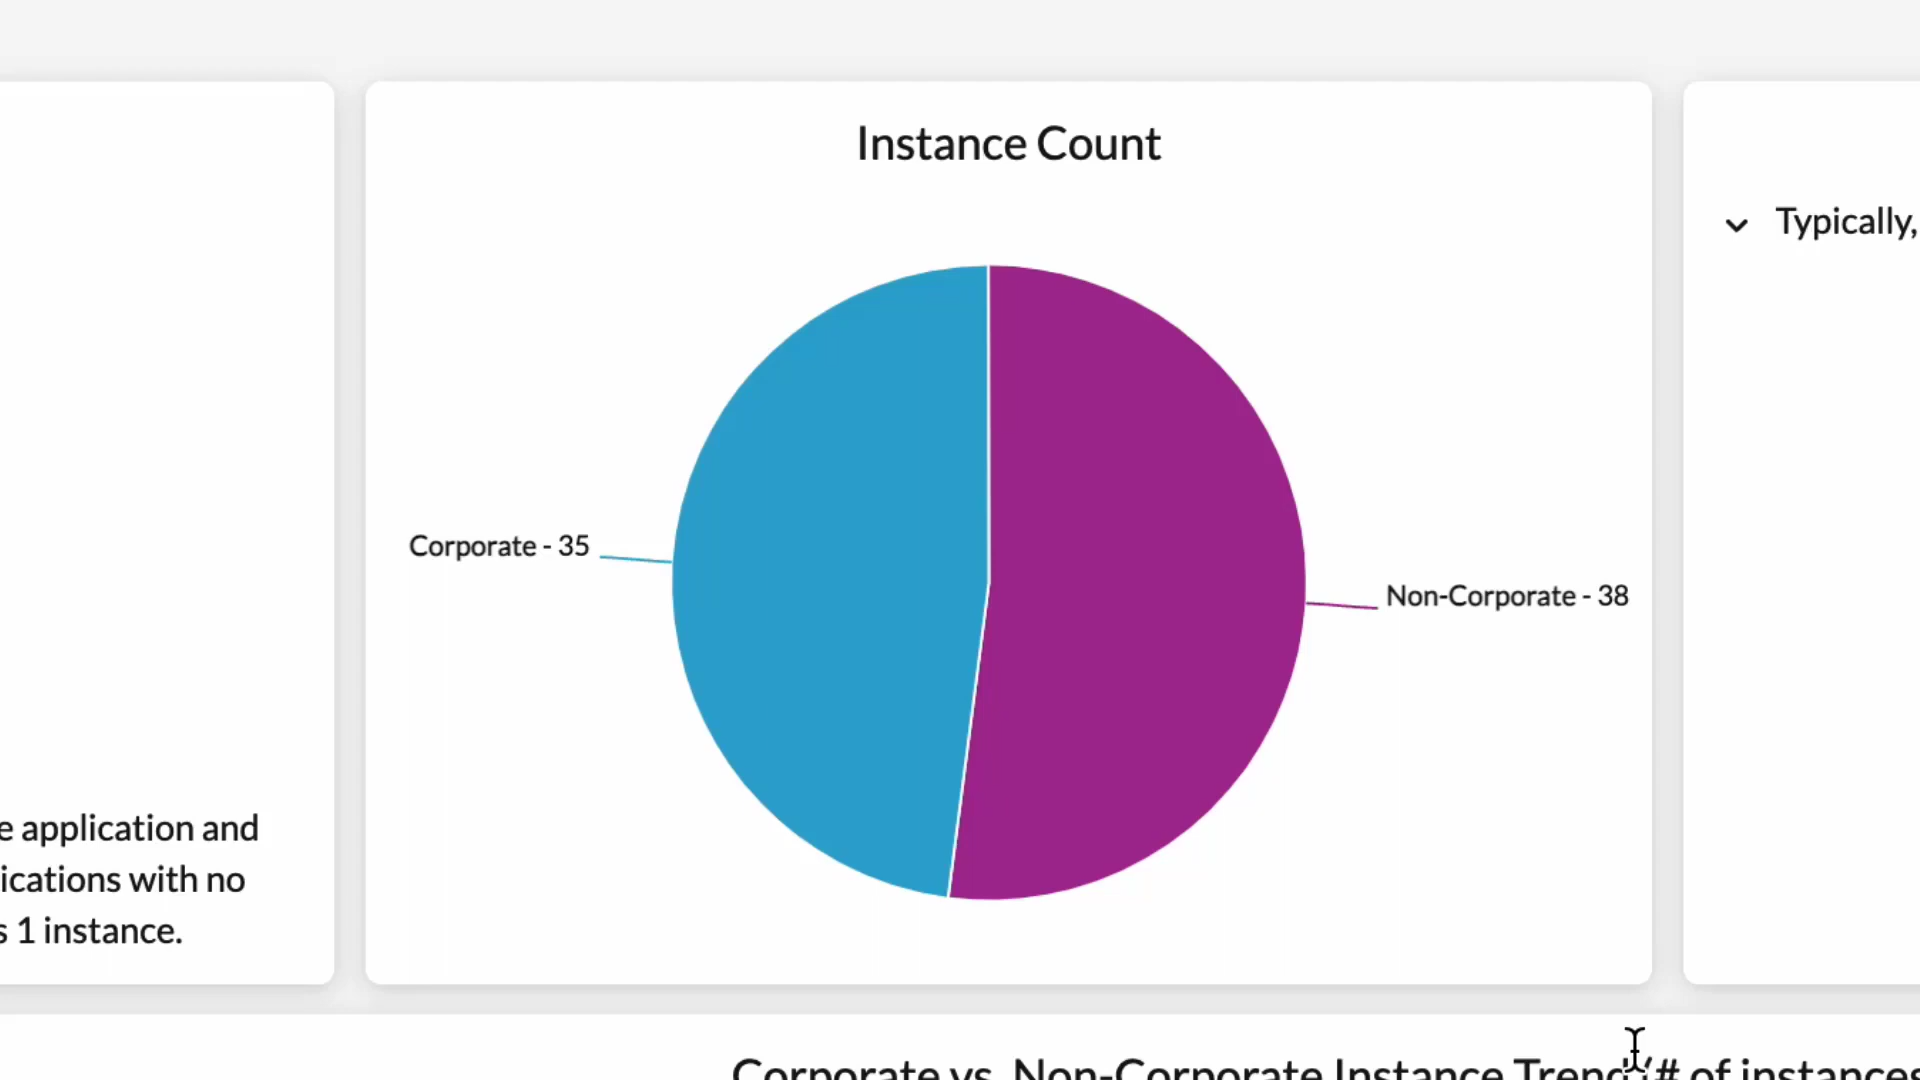 Instance Count
Typically,
Corporate - 35
Non-Corporate - 38
e application and
ications with no
s 1 instance.
Corporate vs. Non-Corporate Instance Trend (# of instances